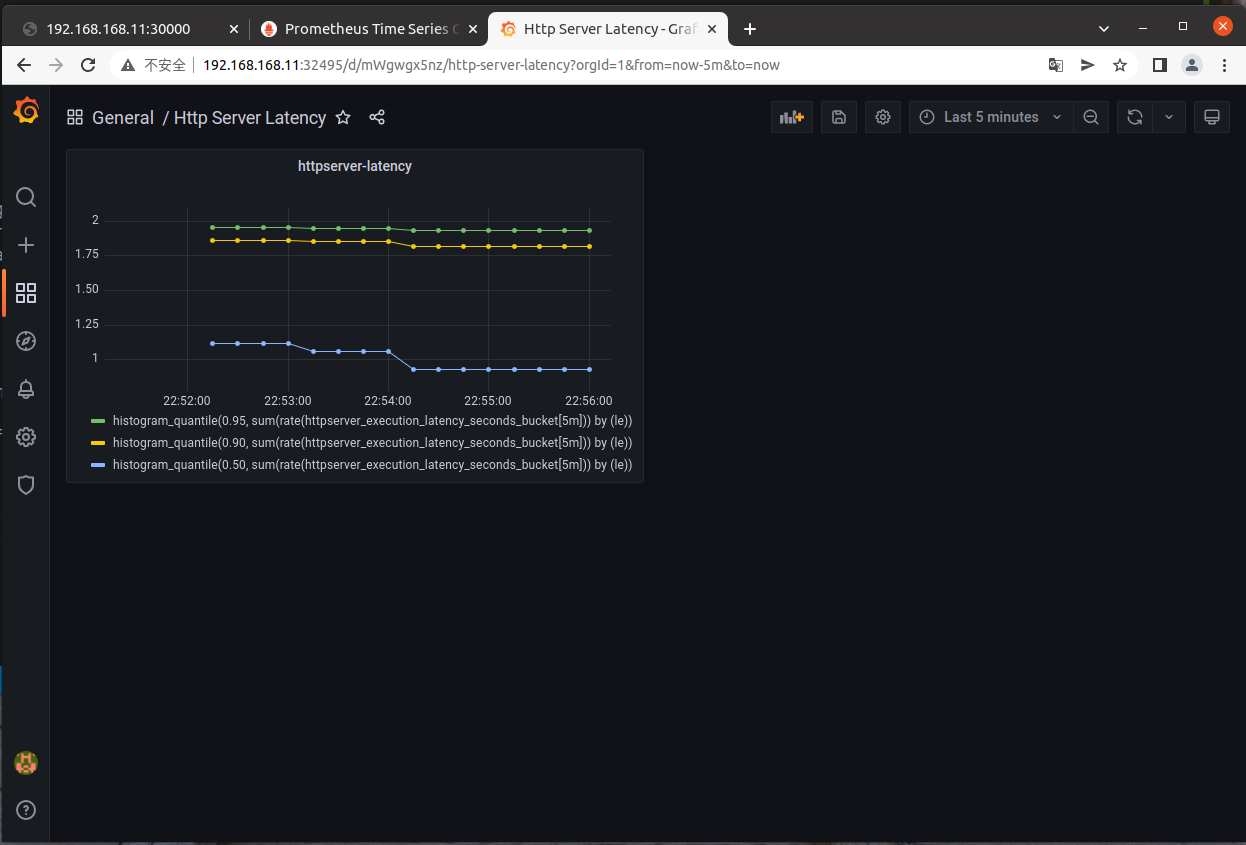 192.168.168.11:30000
Prometheus Time Series C
Http Server Latency - Graf
不安全
192.168.168.11:32495/d/mWgwgx5nz/http-server-latency?orgId=1&from=now-5m&to=now
General / Http Server Latency
Last 5 minutes
httpserver-latency
2
1.75
1.50
1.25
1
22:52:00 22:53:00 22:54:00 22:55:00 22:56:00
histogram_quantile(0.95, sum(rate(httpserver_execution_latency_seconds_bucket[5m])) by (le))
histogram_quantile(0.90, sum(rate(httpserver_execution_latency_seconds_bucket[5m])) by (le))
histogram_quantile(0.50, sum(rate(httpserver_execution_latency_seconds_bucket[5m])) by (le))